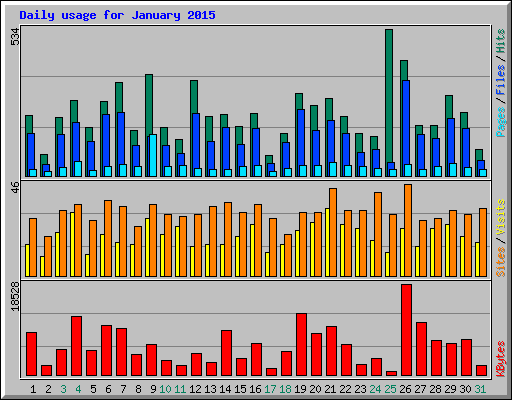 Daily usage for January 2015
534
Pages / Files / Hits
46
Sites / Visits
18528
KBytes
1 2 3 4 5 6 7 8 9 10 11 12 13 14 15 16 17 18 19 20 21 22 23 24 25 26 27 28 29 30 31